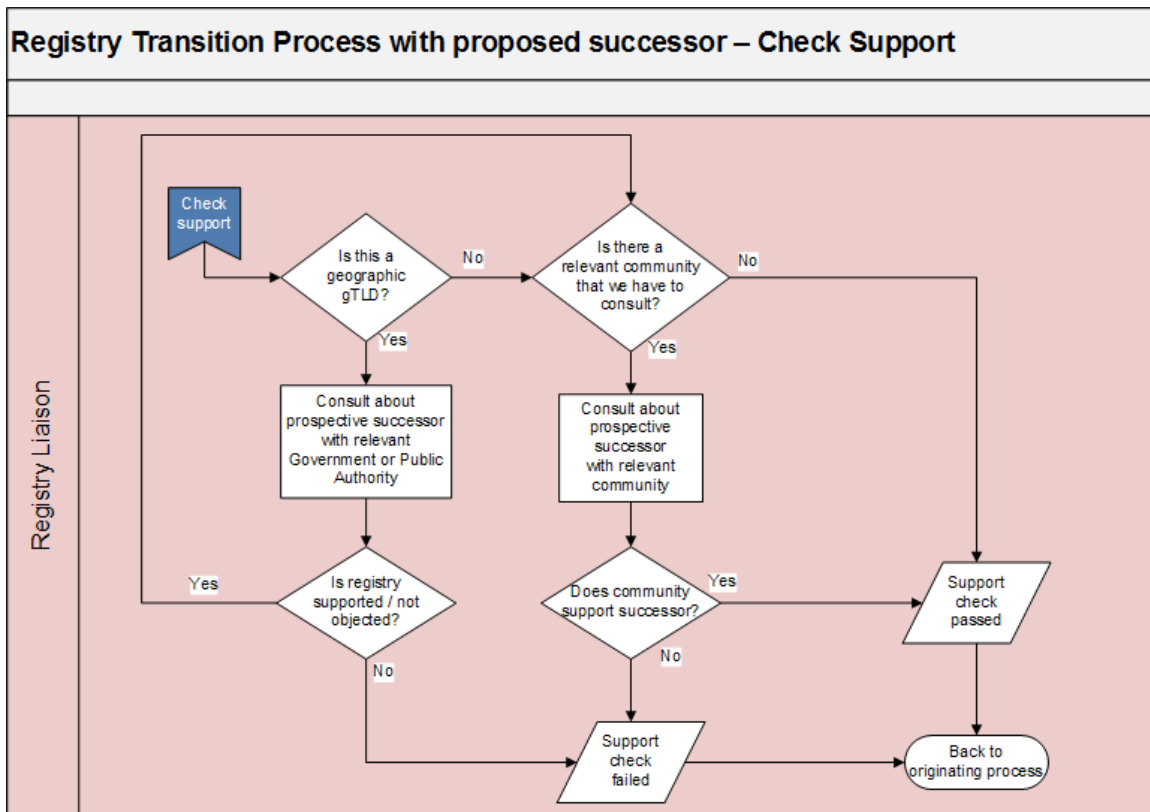 Registry Transition Process with proposed successor – Check Support
Registry Liaison
Check
support
Is this a
geographic
gTLD?
No
Is there a
relevant community
that we have to
consult?
No
Yes
Yes
Consult about
prospective successor
with relevant
Government or Public
Authority
Consult about
prospective
successor
with relevant
community
Yes
Is registry
supported / not
objected?
Does community
support successor?
Yes
Support
check
passed
No
No
Support
check
failed
Back to
originating process